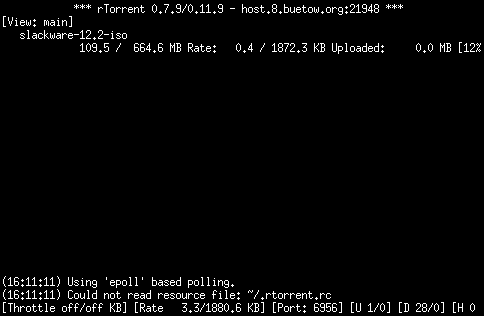 *** rTorrent 0.7.9/0.11.9 - host.8.buetow.org:21948 ***
[View: main]
slackware-12.2-iso
109.5 / 664.6 MB Rate: 0.4 / 1872.3 KB Uploaded: 0.0 MB [12%
(16:11:11) Using 'epoll' based polling.
(16:11:11) Could not read resource file: ~/.rtorrent.rc
[Throttle off/off KB] [Rate 3.3/1880.6 KB] [Port: 6956] [U 1/0] [D 28/0] [H 0